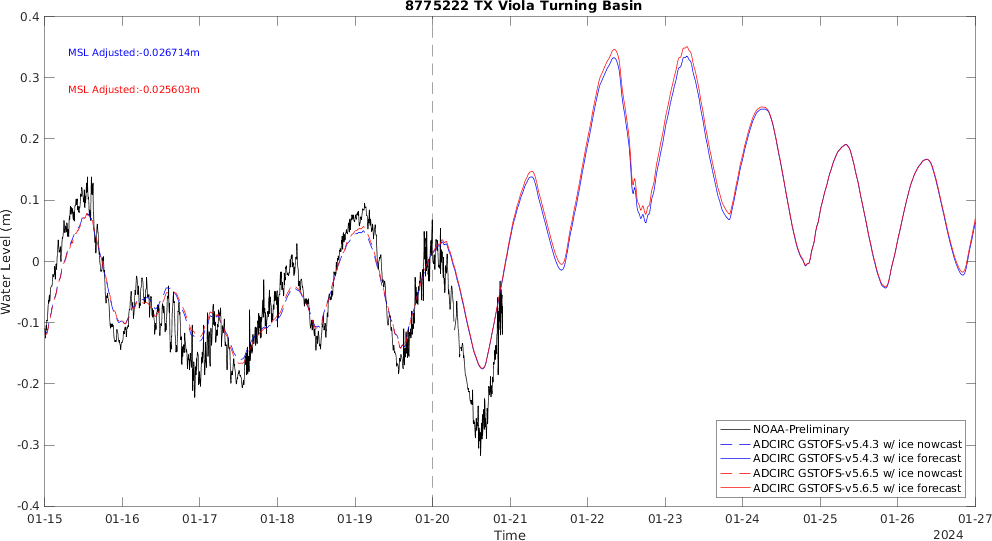 8775222 TX Viola Turning Basin
MSL Adjusted:-0.026714m
MSL Adjusted:-0.025603m
Water Level (m)
0.4
0.3
0.2
0.1
0
-0.1
-0.2
-0.3
-0.4
NOAA-Preliminary
ADCIRC GSTOFS-v5.4.3 w/ ice nowcast
ADCIRC GSTOFS-v5.4.3 w/ ice forecast
ADCIRC GSTOFS-v5.6.5 w/ ice nowcast
ADCIRC GSTOFS-v5.6.5 w/ ice forecast
01-15 01-16 01-17 01-18 01-19 01-20 01-21 01-22 01-23 01-24 01-25 01-26 01-27
Time
2024